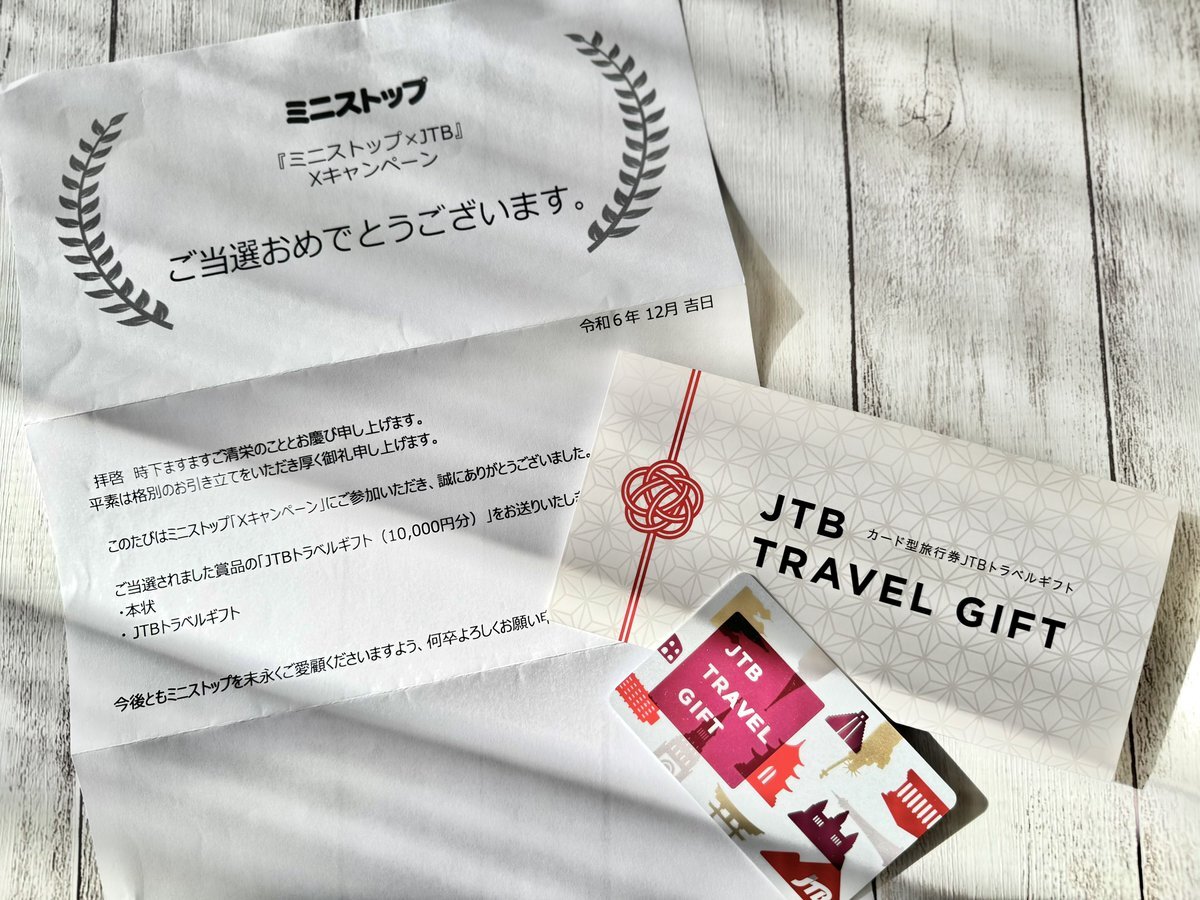 ミニストップ
『ミニストップ×JTB』
Xキャンペーン
ご当選おめでとうございます。
令和6年 12月 吉日
拝啓 時下ますますご清栄のこととお慶び申し上げます。
平素は格別のお引き立てをいただき厚く御礼申し上げます。
このたびはミニストップ「Xキャンペーン」にご参加いただき、誠にありがとうございました。
ご当選されました賞品の「JTBトラベルギフト（10,000円分）」をお送りいたしま
・本状
・JTBトラベルギフト
今後ともミニストップを末永くご愛顧くださいますよう、何卒よろしくお願い
JTB
カード型旅行券JTBトラベルギフト
TRAVEL GIFT
JTB
TRAVEL
GIFT
JTB